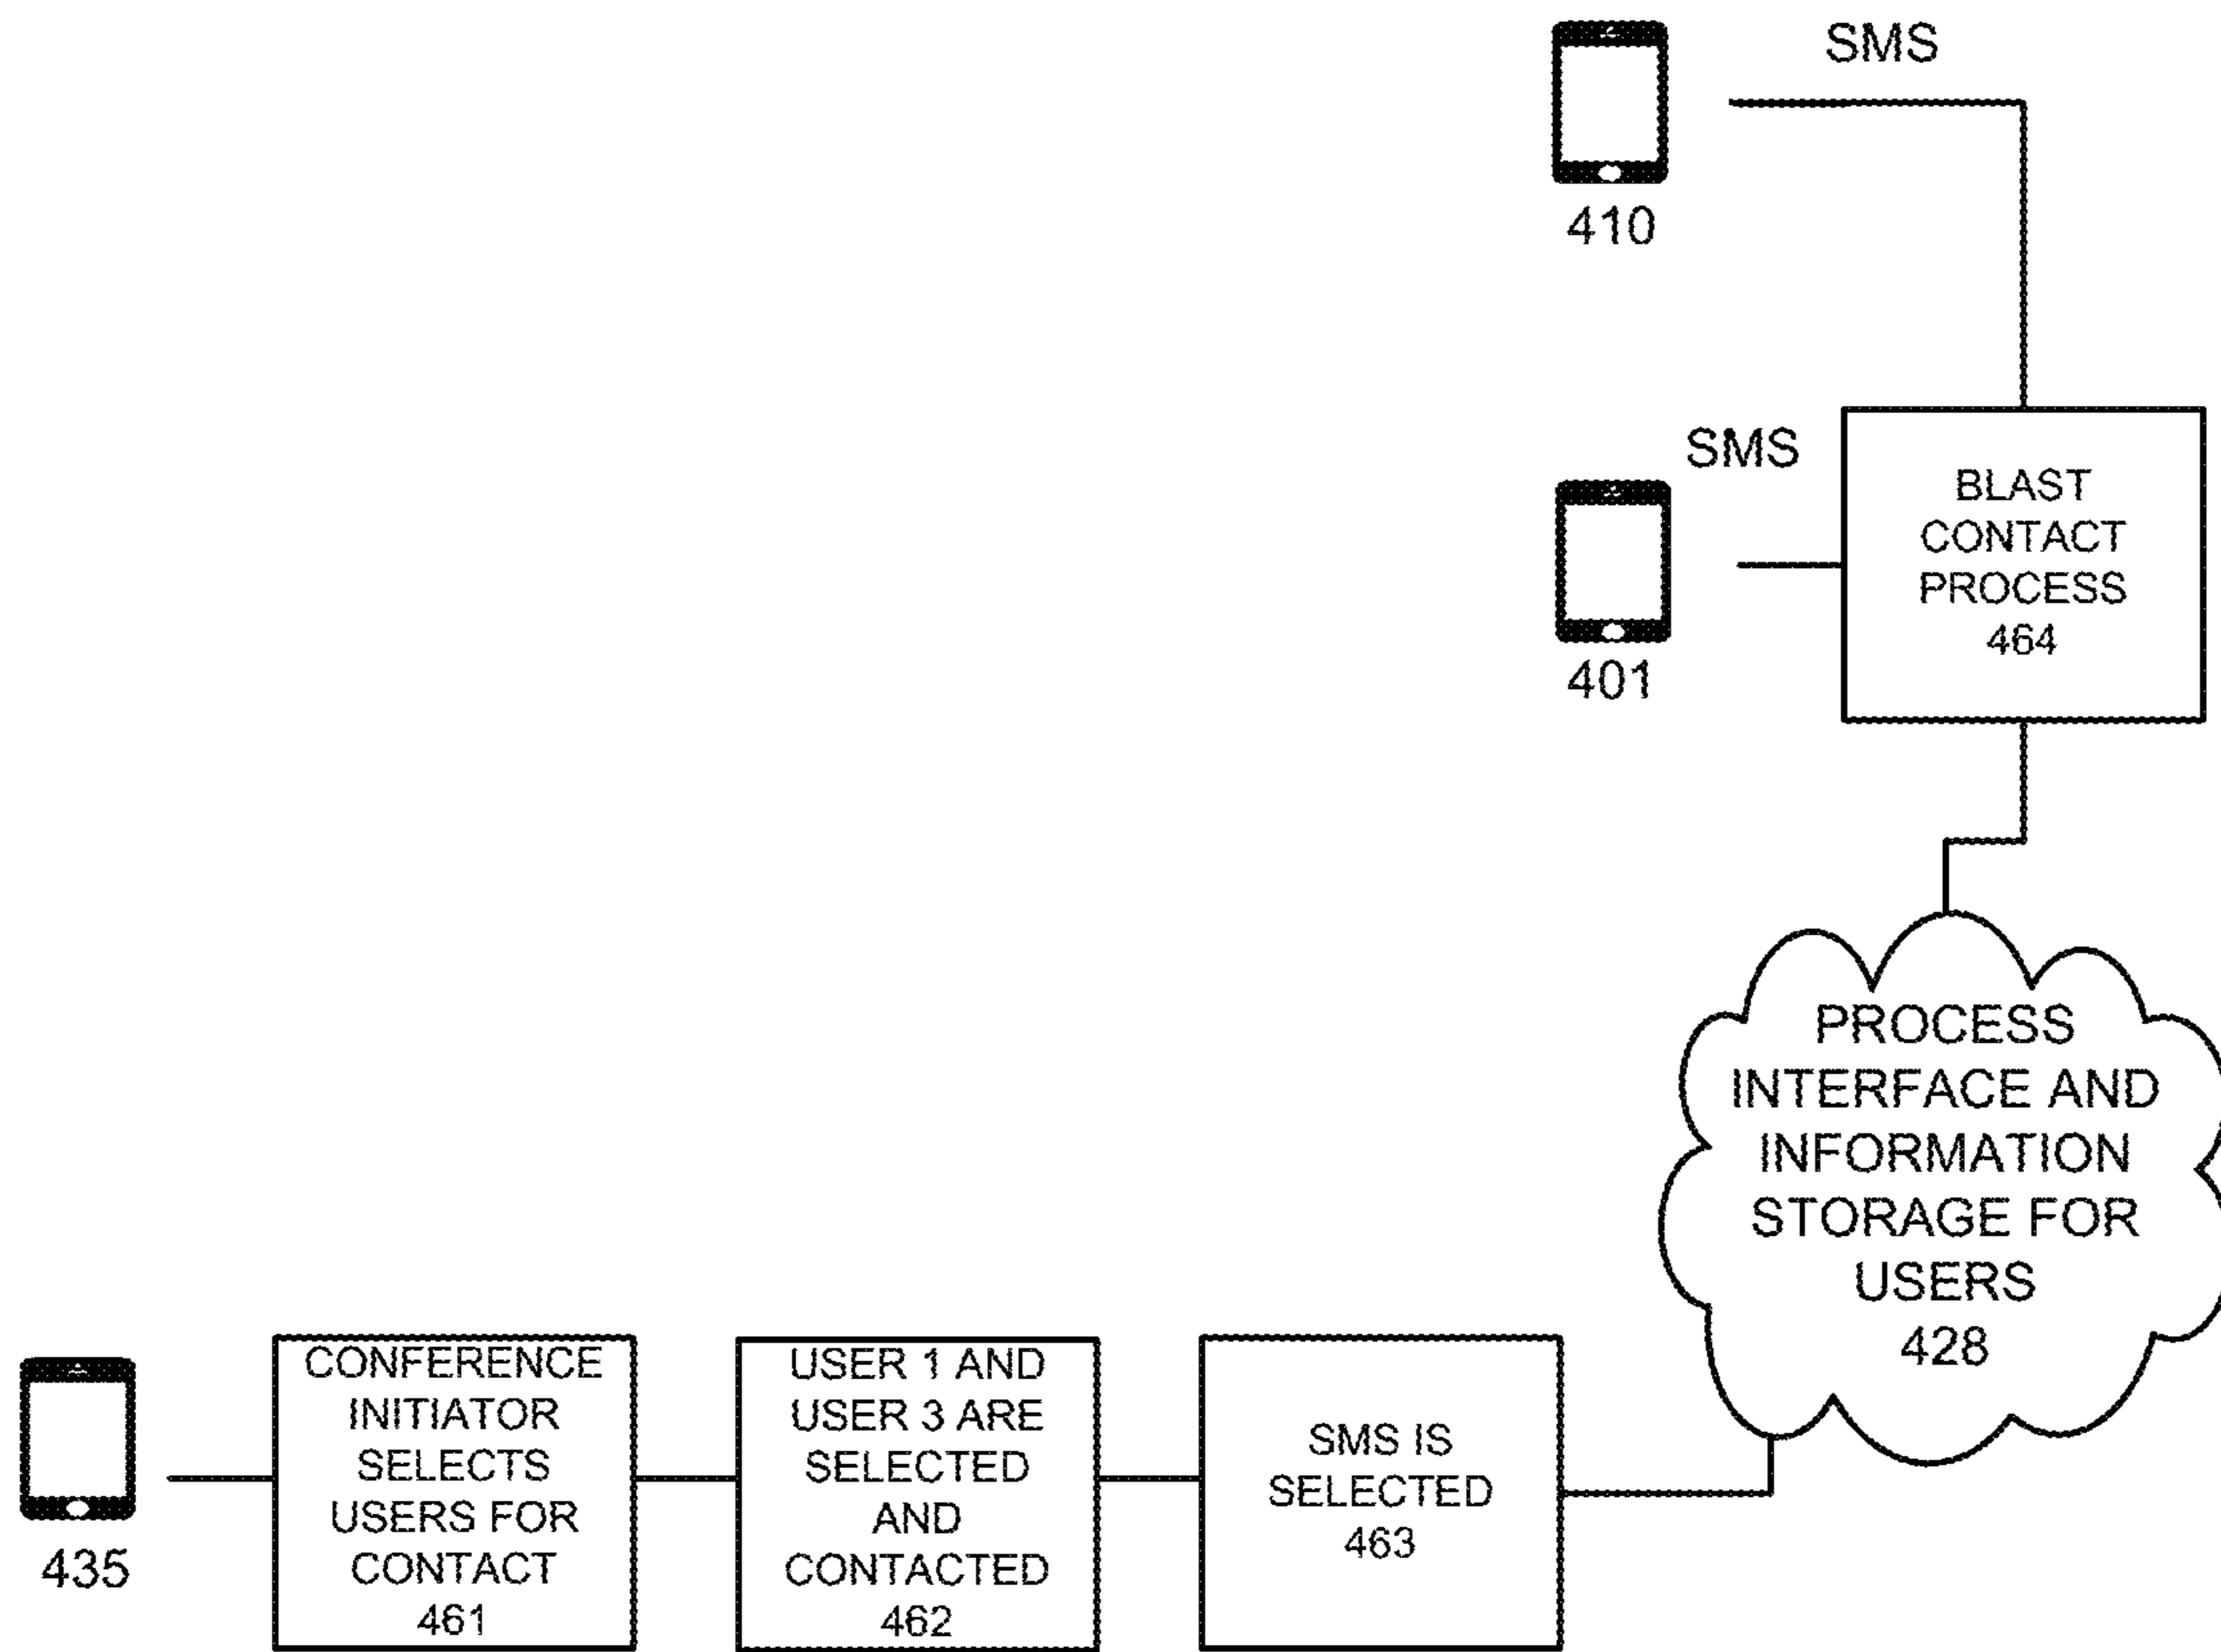 SMS
410
SMS
401
BLAST
CONTACT
PROCESS
464
PROCESS
INTERFACE AND
INFORMATION
STORAGE FOR
USERS
428
435
CONFERENCE
INITIATOR
SELECTS
USERS FOR
CONTACT
461
USER 1 AND
USER 3 ARE
SELECTED
AND
CONTACTED
462
SMS IS
SELECTED
463